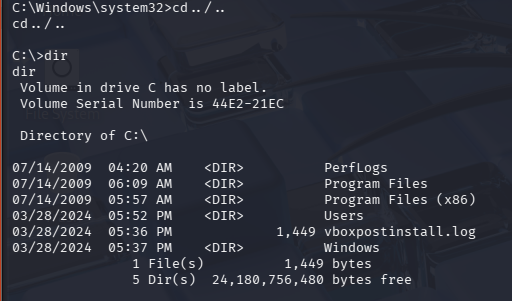 C:\Windows\system32>cd../..
cd../..
C:\>dir
dir
Volume in drive C has no label.
Volume Serial Number is 44E2-21EC
File System
Directory of C:\
07/14/2009 04:20 AM <DIR> PerfLogs
07/14/2009 06:09 AM <DIR> Program Files
07/14/2009 05:57 AM <DIR> Program Files (x86)
03/28/2024 05:52 PM <DIR> Users
03/28/2024 05:36 PM 1,449 vboxpostinstall.log
03/28/2024 05:37 PM <DIR> Windows
1 File(s) 1,449 bytes
5 Dir(s) 24,180,756,480 bytes free